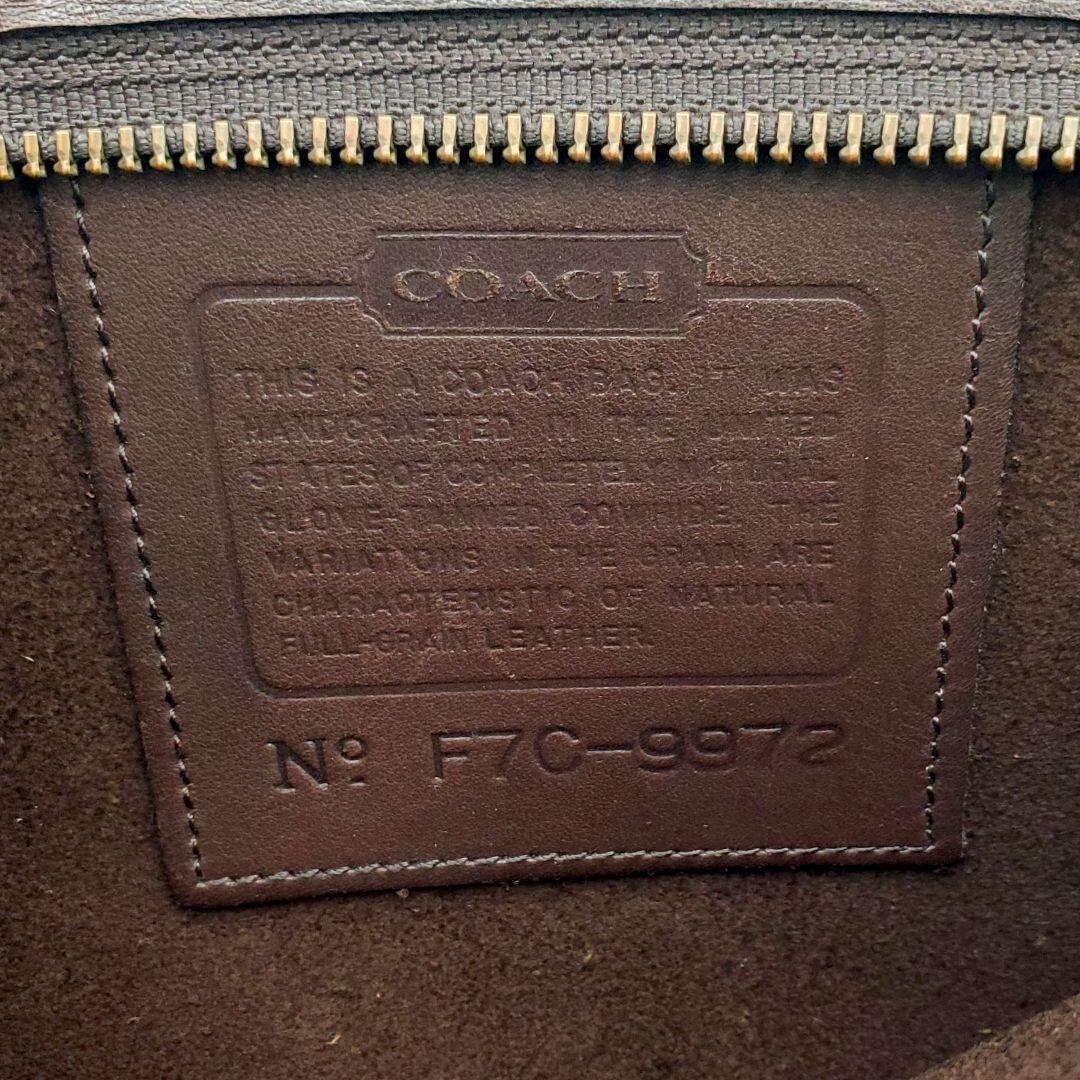 COACH
THIS IS A COACH BAG. IT WAS
HANDCRAFTED IN THE UNITED
STATES OF COMPLETELY NATURAL
GLOVE-TANNED COWHIDE. THE
VARIATIONS IN THE GRAIN ARE
CHARACTERISTIC OF NATURAL
FULL-GRAIN LEATHER.
Nº F7C-9972